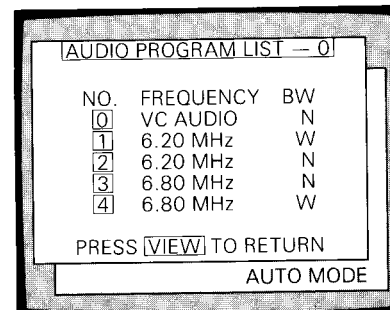 AUDIO PROGRAM LIST — 0
NO. FREQUENCY BW
0 VC AUDIO N
1 6.20 MHz W
2 6.20 MHz N
3 6.80 MHz N
4 6.80 MHz W
PRESS VIEW TO RETURN
AUTO MODE